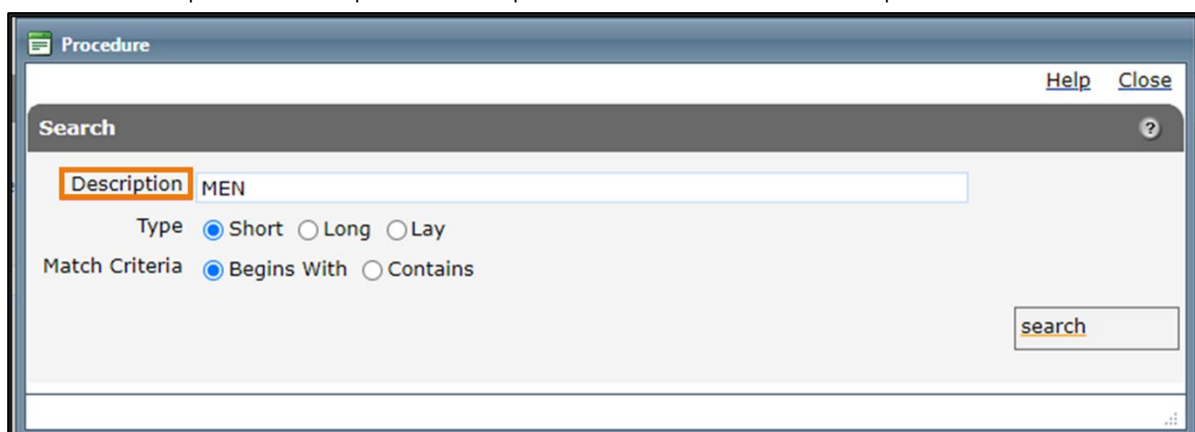 Procedure
Help Close
Search ?
Description MEN
Type Short Long Lay
Match Criteria Begins With Contains
search